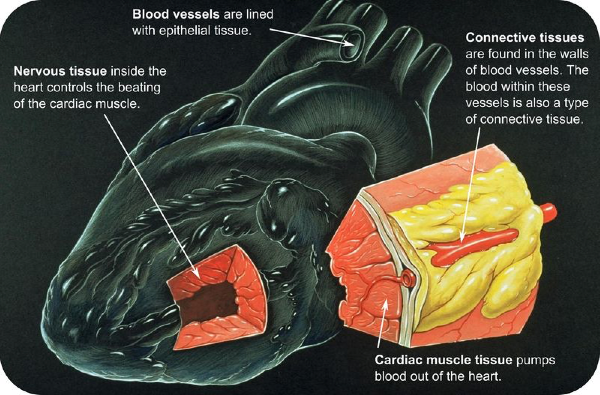 Blood vessels are lined
with epithelial tissue.
Nervous tissue inside the
heart controls the beating
of the cardiac muscle.
Connective tissues
are found in the walls
of blood vessels. The
blood within these
vessels is also a type
of connective tissue.
Cardiac muscle tissue pumps
blood out of the heart.